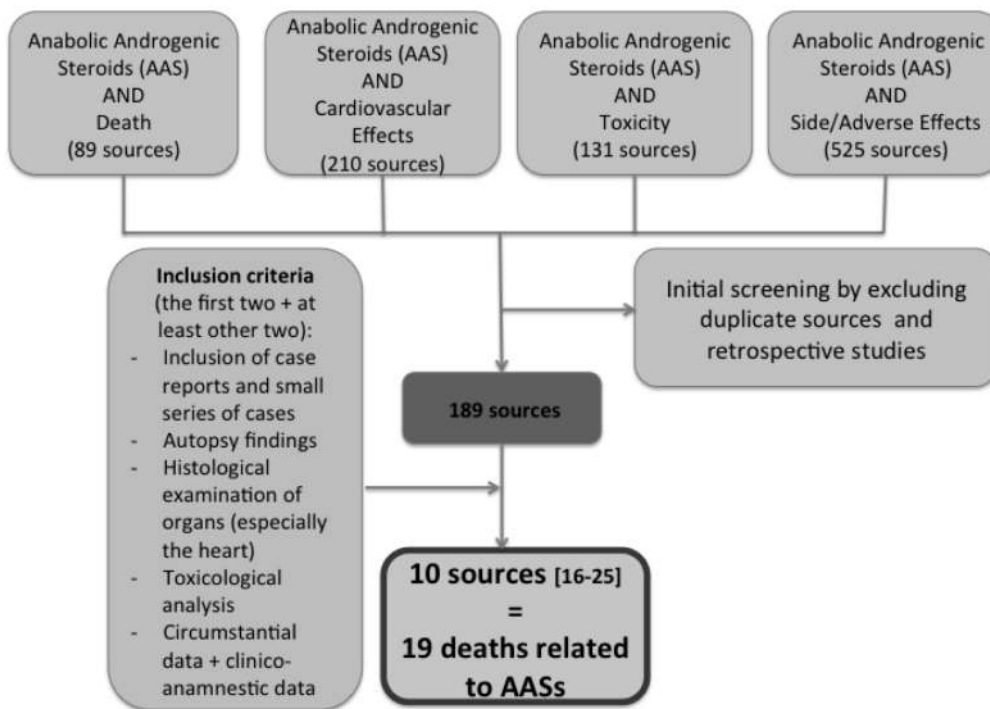 Anabolic Androgenic
Steroids (AAS)
AND
Death
(89 sources)
Anabolic Androgenic
Steroids (AAS)
AND
Cardiovascular
Effects
(210 sources)
Anabolic Androgenic
Steroids (AAS)
AND
Toxicity
(131 sources)
Anabolic Androgenic
Steroids (AAS)
AND
Side/Adverse Effects
(525 sources)
Inclusion criteria
(the first two + at
least other two):
- Inclusion of case
reports and small
series of cases
- Autopsy findings
- Histological
examination of
organs (especially
the heart)
- Toxicological
analysis
- Circumstantial
data + clinico-
anamnestic data
Initial screening by excluding
duplicate sources and
retrospective studies
189 sources
10 sources [16-25]
=
19 deaths related
to AASs